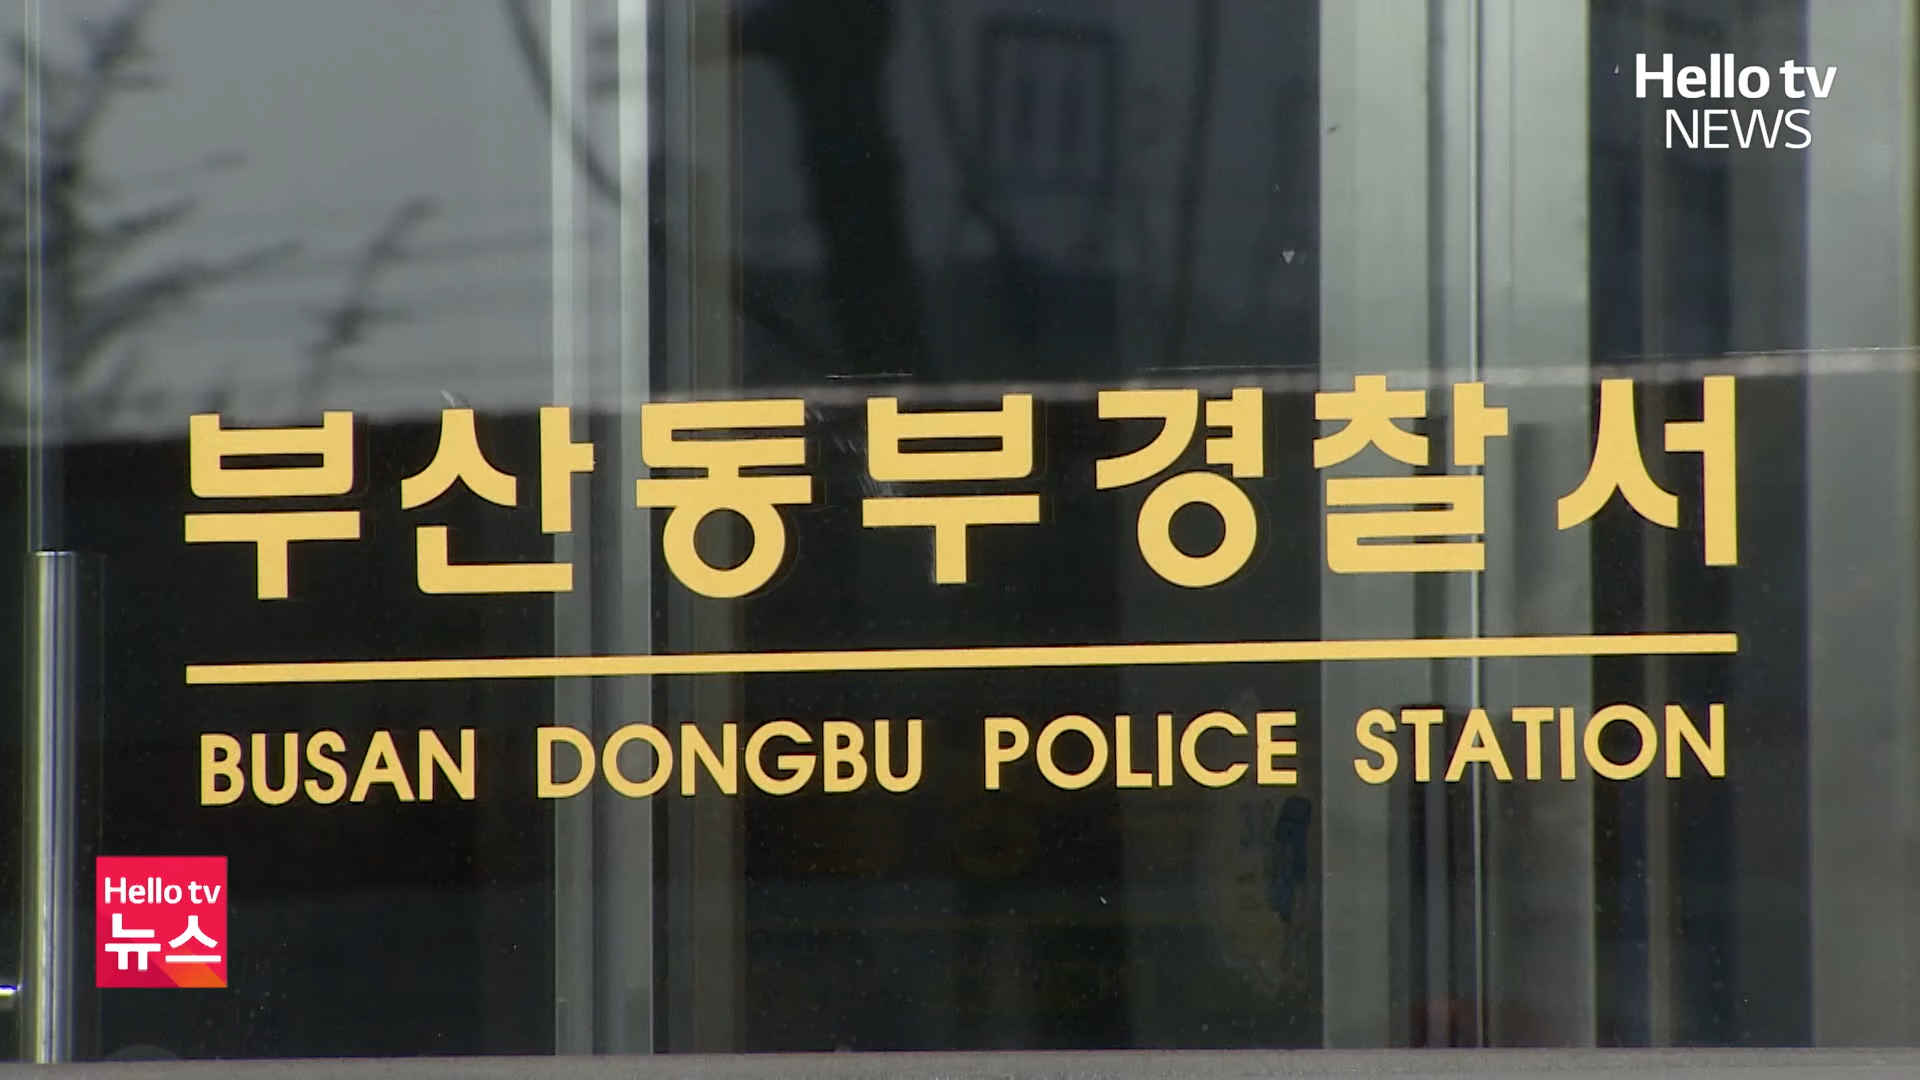 Hello tv
NEWS
부산동부경찰서
BUSAN DONGBU POLICE STATION
Hello tv
뉴스